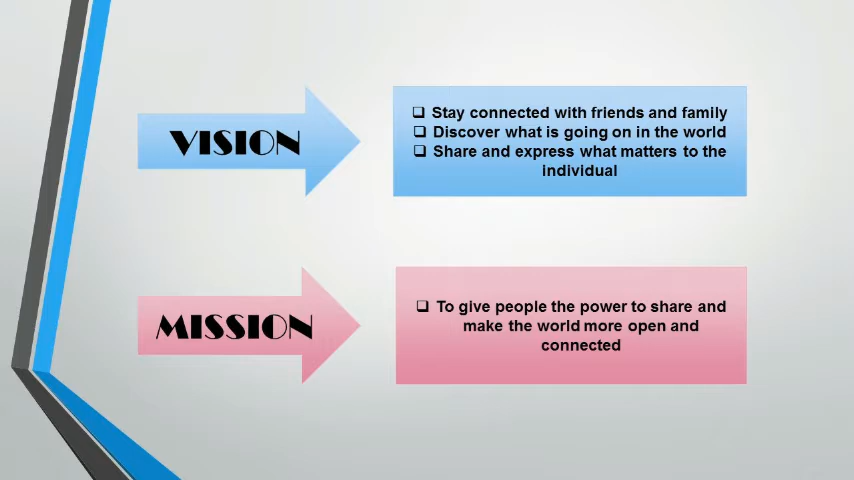 VISION
❑ Stay connected with friends and family
❑ Discover what is going on in the world
❑ Share and express what matters to the
individual
MISSION
❑ To give people the power to share and
make the world more open and
connected